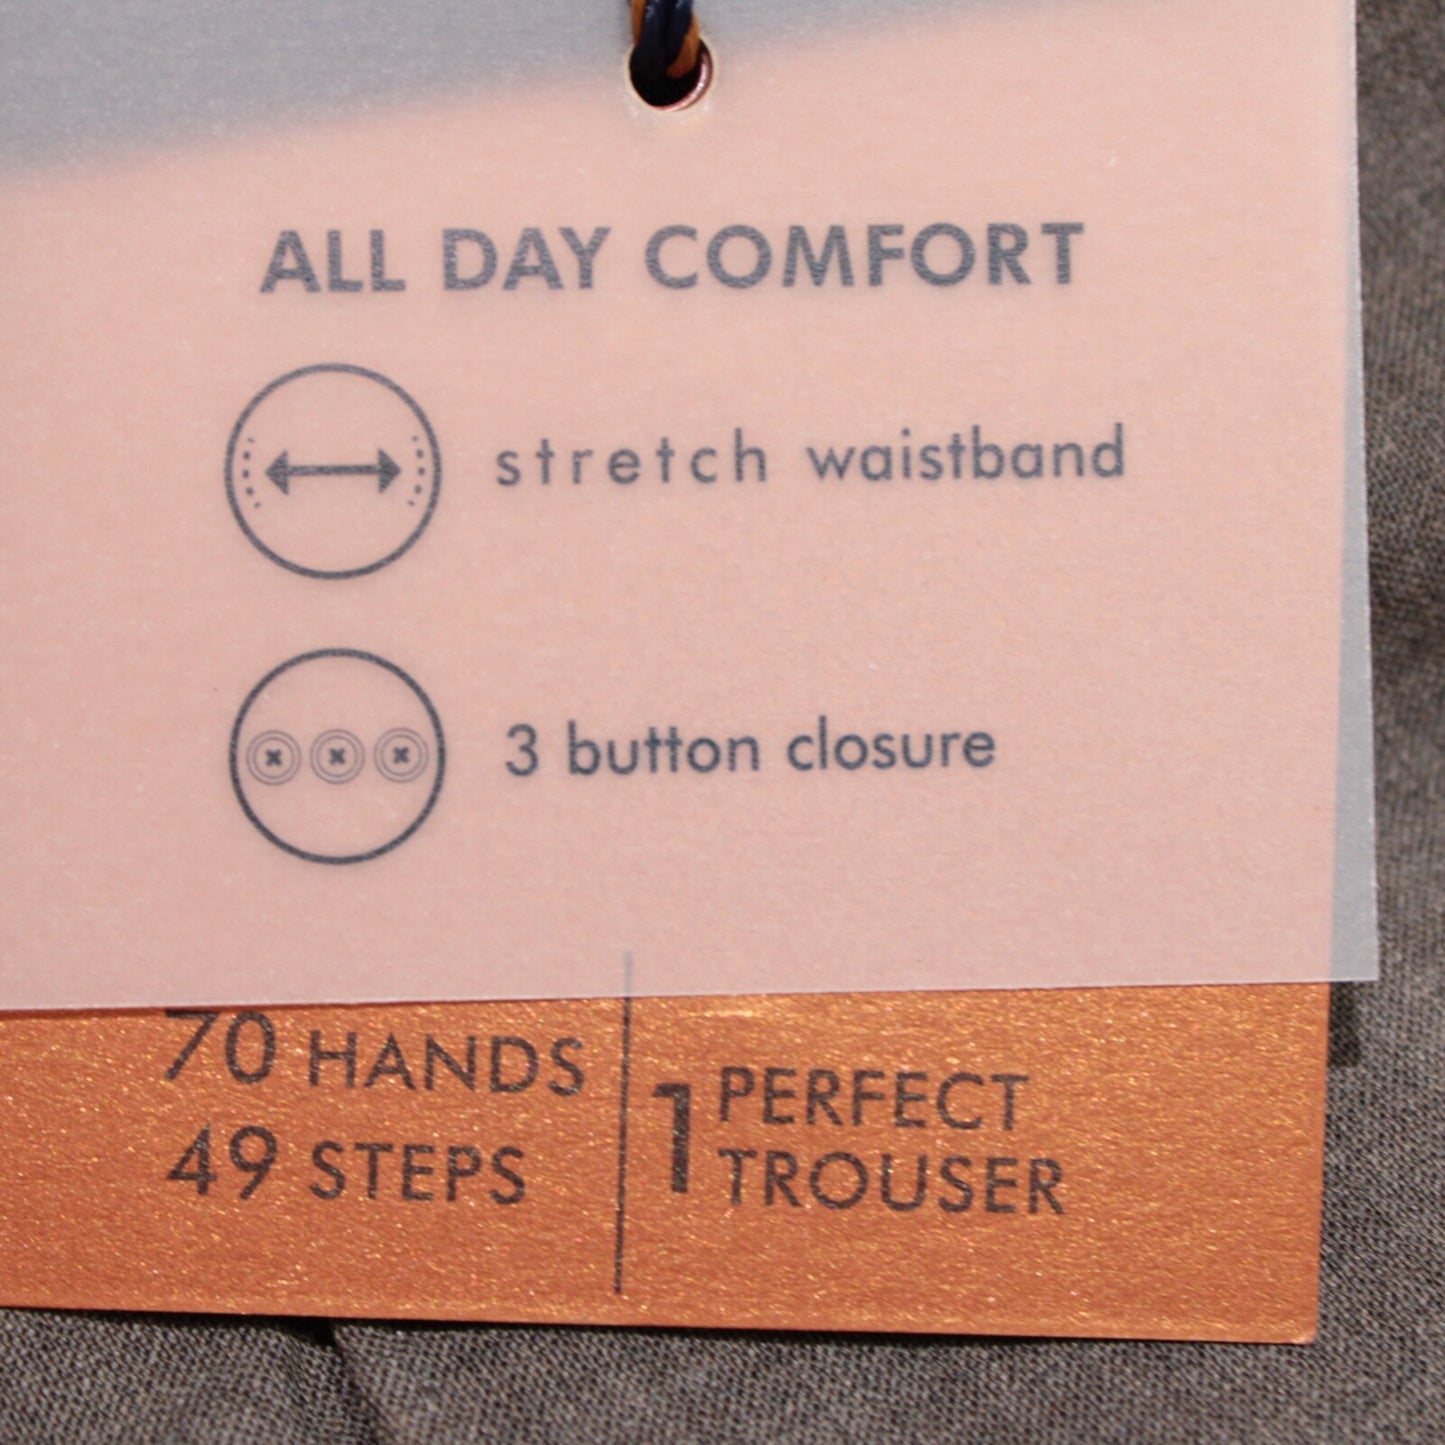 ALL DAY COMFORT
stretch waistband
3 button closure
70 HANDS
49 STEPS
1 PERFECT
TROUSER